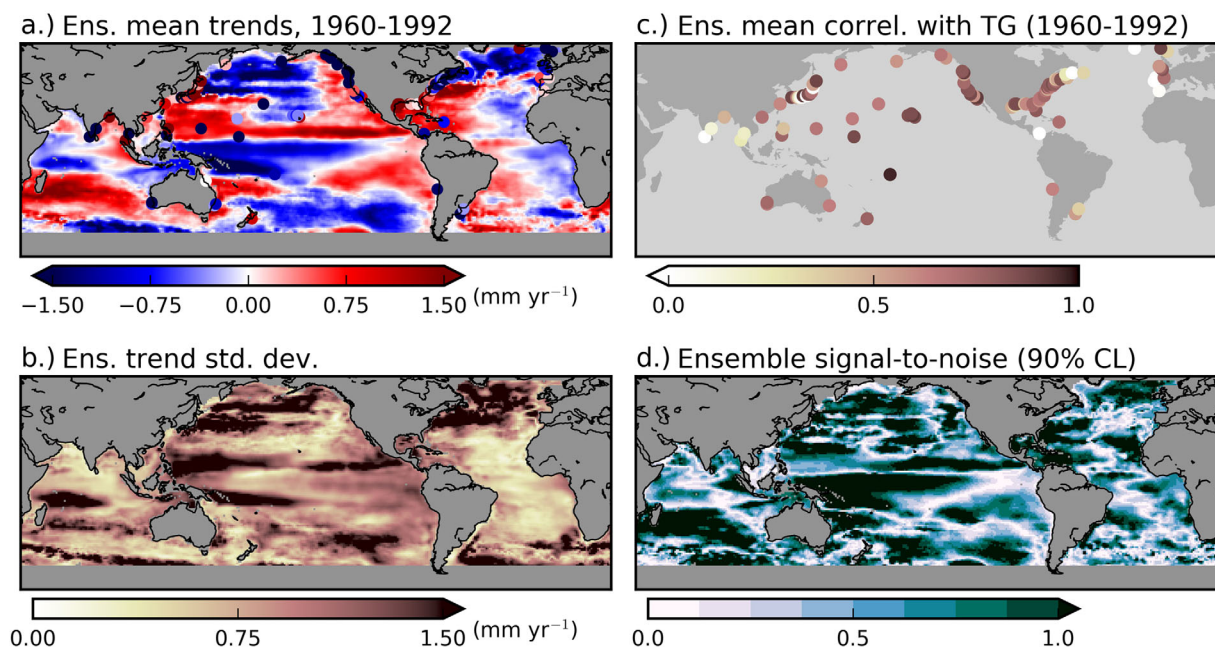 a.) Ens. mean trends, 1960-1992
−1.50 −0.75 0.00 0.75 1.50 (mm yr⁻¹)
c.) Ens. mean correl. with TG (1960-1992)
0.0 0.5 1.0
b.) Ens. trend std. dev.
0.00 0.75 1.50 (mm yr⁻¹)
d.) Ensemble signal-to-noise (90% CL)
0.0 0.5 1.0